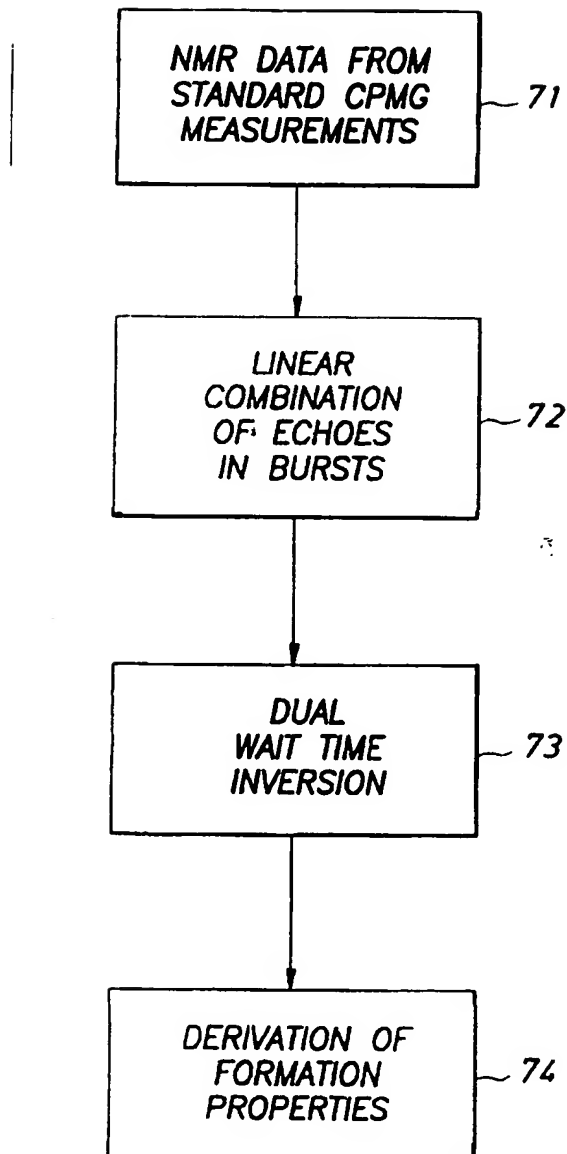 NMR DATA FROM
STANDARD CPMG
MEASUREMENTS
71
LINEAR
COMBINATION
OF ECHOES
IN BURSTS
72
DUAL
WAIT TIME
INVERSION
73
DERIVATION OF
FORMATION
PROPERTIES
74